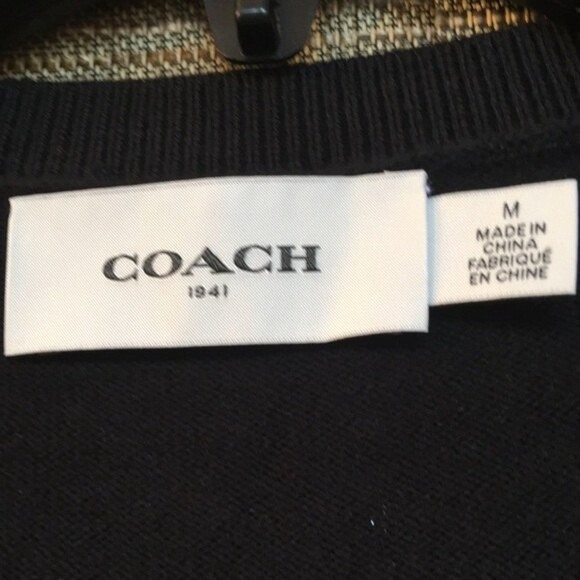 COACH
1941
M
MADE IN
CHINA
FABRIQUÉ
EN CHINE